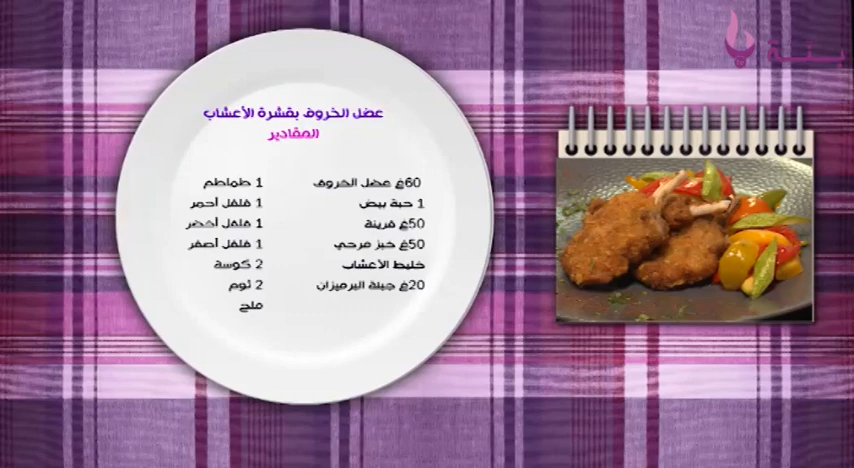 بنة
عضل الخروف بقشرة الأعشاب
المقادير
60غ عضل الخروف
1 حبة بيض
50غ فرينة
50غ خبز مرحي
خليط الأعشاب
20غ جبنة البرميزان
1 طماطم
1 فلفل أحمر
1 فلفل أخضر
1 فلفل أصفر
2 كوسة
2 ثوم
ملح